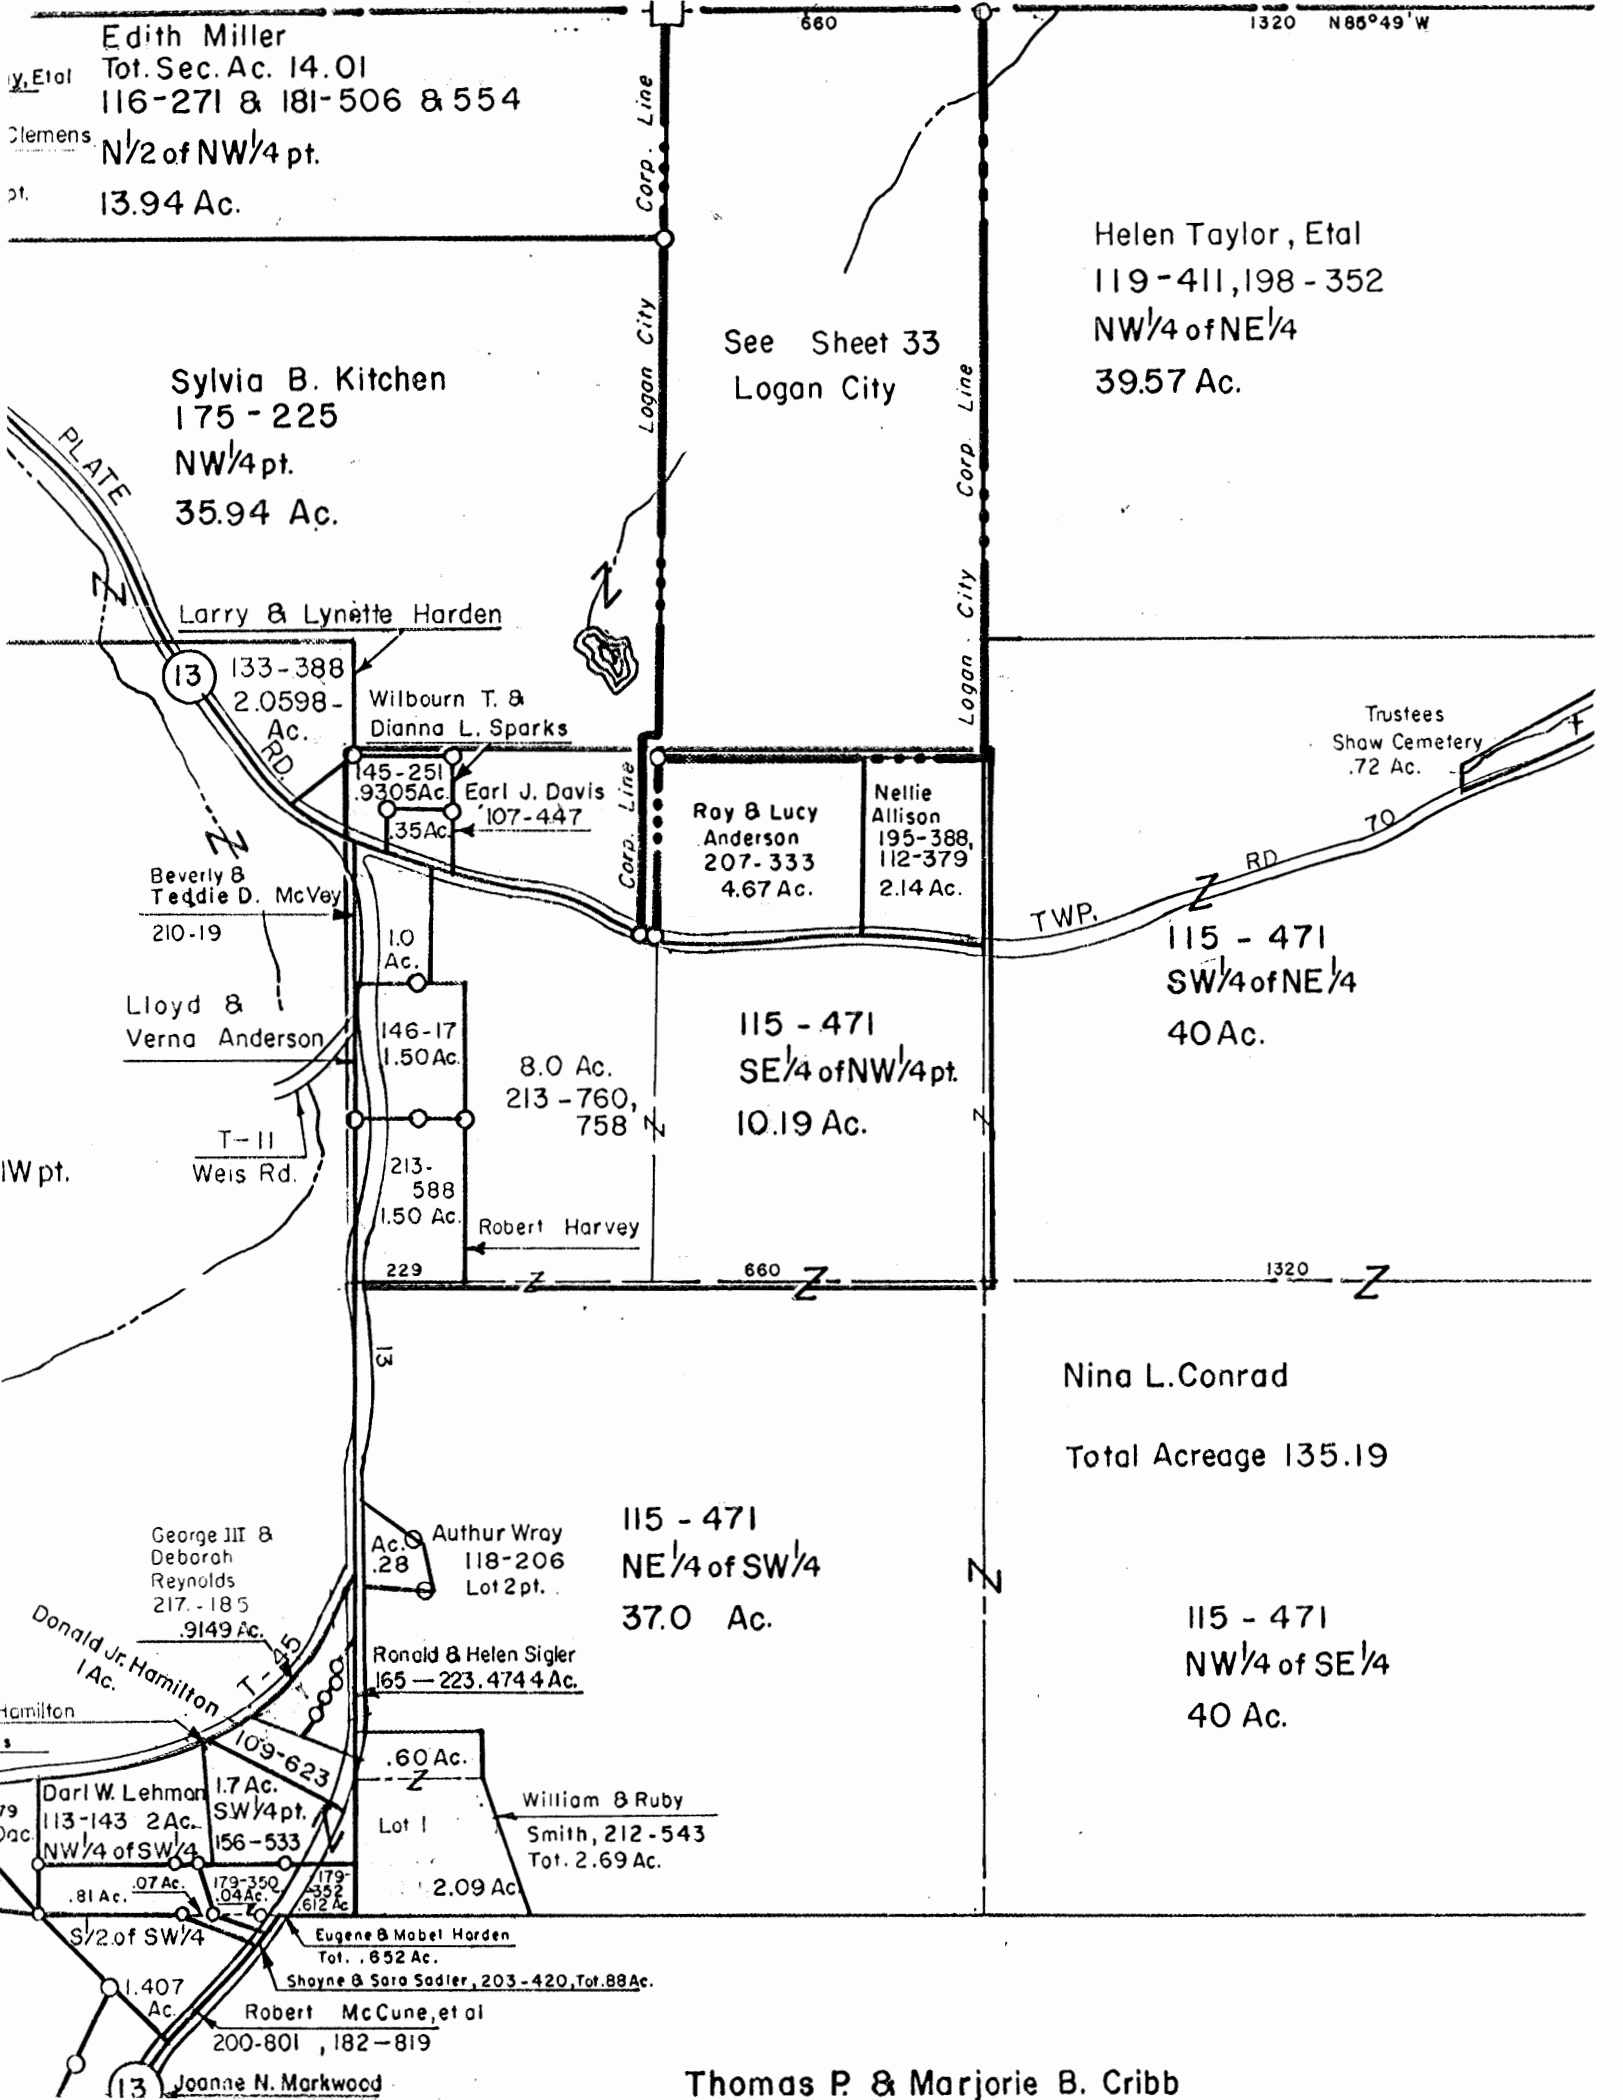 660
1320 N85°49'W
Edith Miller
Tot. Sec. Ac. 14.01
116-271 & 181-506 & 554
N1/2 of NW1/4 pt.
13.94 Ac.
y, Etal
Clemens
pt.
Corp. Line
Logan City
Helen Taylor, Etal
119-411, 198-352
NW1/4 of NE1/4
39.57 Ac.
See Sheet 33
Logan City
Logan City Corp. Line
Sylvia B. Kitchen
175-225
NW1/4 pt.
35.94 Ac.
PLATE
RD.
13
Larry & Lynette Harden
133-388
2.0598-
Ac.
Wilbourn T. &
Dianna L. Sparks
145-251
.9305 Ac.
Earl J. Davis
107-447
.35 Ac.
Corp. Line
Ray & Lucy
Anderson
207-333
4.67 Ac.
Nellie
Allison
195-388,
112-379
2.14 Ac.
Trustees
Shaw Cemetery
.72 Ac.
TWP. RD 70
115-471
SW1/4 of NE1/4
40 Ac.
Beverly &
Teddie D. McVey
210-19
1.0
Ac.
Lloyd &
Verna Anderson
146-17
1.50 Ac.
8.0 Ac.
213-760,
758
115-471
SE1/4 of NW1/4 pt.
10.19 Ac.
T-11
Weis Rd.
W pt.
213-
588
1.50 Ac.
Robert Harvey
229
660
1320
13
Nina L. Conrad
Total Acreage 135.19
115-471
NE1/4 of SW1/4
37.0 Ac.
115-471
NW1/4 of SE1/4
40 Ac.
Authur Wray
118-206
Lot 2 pt.
Ac.
.28
George III &
Deborah
Reynolds
217.-185
.9149 Ac.
Donald Jr. Hamilton
1 Ac.
T-45
Ronald & Helen Sigler
165-223 .4744 Ac.
Hamilton
s
109-623
.60 Ac.
Lot 1
2.09 Ac.
William & Ruby
Smith, 212-543
Tot. 2.69 Ac.
Darl W. Lehman
113-143 2 Ac.
NW1/4 of SW1/4
1.7 Ac.
SW1/4 pt.
156-533
79
0ac.
.81 Ac.
.07 Ac.
179-350
.04 Ac.
179-
352
.612 Ac
S1/2 of SW1/4
Eugene & Mabel Harden
Tot. .652 Ac.
Shayne & Sara Sadler, 203-420, Tot. 88 Ac.
1.407
Ac.
Robert McCune, et al
200-801, 182-819
13
Joanne N. Markwood
Thomas P. & Marjorie B. Cribb